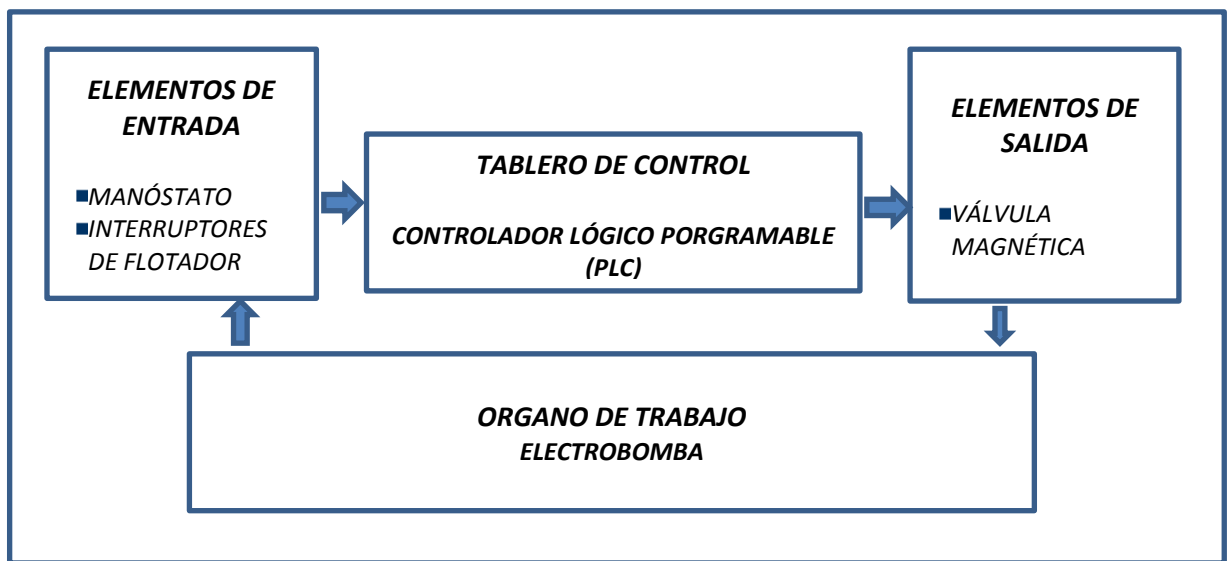 ELEMENTOS DE
ENTRADA
■MANÓSTATO
■INTERRUPTORES
DE FLOTADOR
TABLERO DE CONTROL
CONTROLADOR LÓGICO PORGRAMABLE
(PLC)
ELEMENTOS DE
SALIDA
■VÁLVULA
MAGNÉTICA
ORGANO DE TRABAJO
ELECTROBOMBA